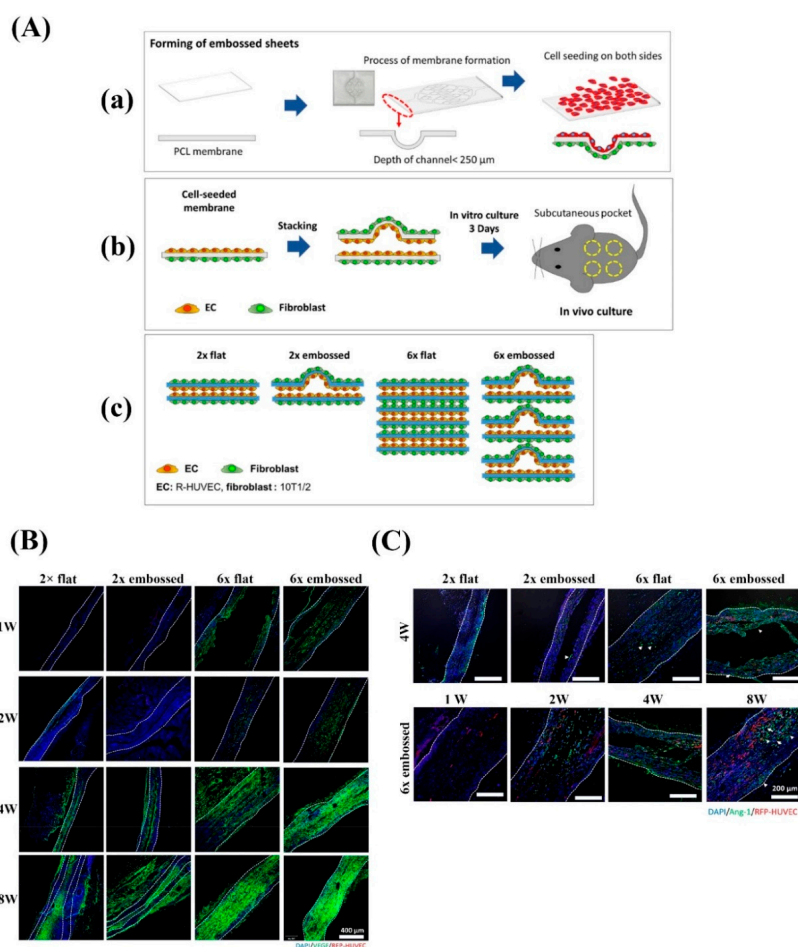 (A)
Forming of embossed sheets
Process of membrane formation
Cell seeding on both sides
(a)
PCL membrane
Depth of channel< 250 μm
Cell-seeded
membrane
Stacking
In vitro culture
3 Days
Subcutaneous pocket
(b)
EC
Fibroblast
In vivo culture
2x flat
2x embossed
6x flat
6x embossed
(c)
EC
Fibroblast
EC: R-HUVEC, fibroblast : 10T1/2
(B)
2× flat
2x embossed
6x flat
6x embossed
1W
2W
4W
8W
400 μm
DAPI/VEGF/RFP-HUVEC
(C)
2x flat
2x embossed
6x flat
6x embossed
4W
1 W
2W
4W
8W
6x embossed
200 μm
DAPI/Ang-1/RFP-HUVEC